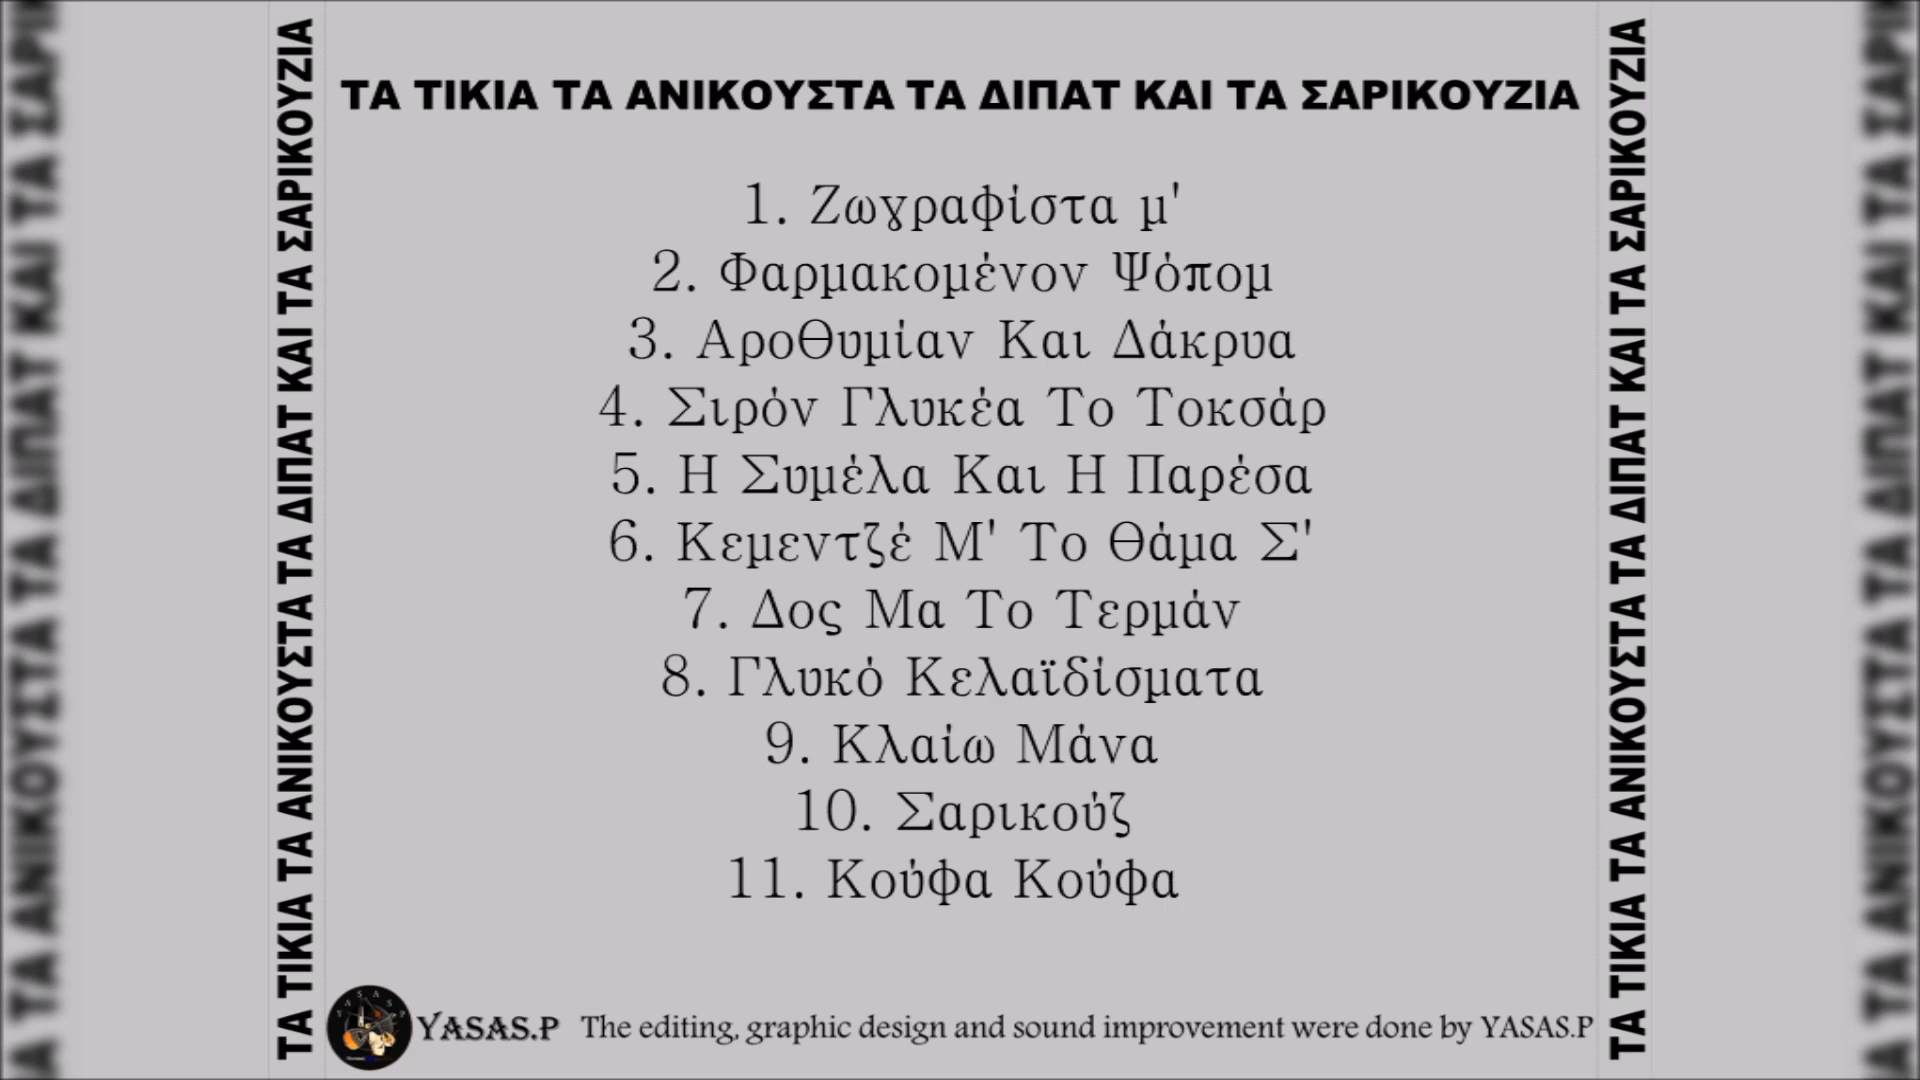 ΤΑ ΤΙΚΙΑ ΤΑ ΑΝΙΚΟΥΣΤΑ ΤΑ ΔΙΠΑΤ ΚΑΙ ΤΑ ΣΑΡΙΚΟΥΖΙΑ
ΤΑ ΤΙΚΙΑ ΤΑ ΑΝΙΚΟΥΣΤΑ ΤΑ ΔΙΠΑΤ ΚΑΙ ΤΑ ΣΑΡΙΚΟΥΖΙΑ
1. Ζωγραφίστα μ'
2. Φαρμακομένον Ψόπομ
3. ΑροΘυμίαν Και Δάκρυα
4. Σιρόν Γλυκέα Το Τοκσάρ
5. Η Συμέλα Και Η Παρέσα
6. Κεμεντζέ Μ' Το Θάμα Σ'
7. Δος Μα Το Τερμάν
8. Γλυκό Κελαϊδίσματα
9. Κλαίω Μάνα
10. Σαρικούζ
11. Κούφα Κούφα
YASAS.P The editing, graphic design and sound improvement were done by YASAS.P
ΤΑ ΤΙΚΙΑ ΤΑ ΑΝΙΚΟΥΣΤΑ ΤΑ ΔΙΠΑΤ ΚΑΙ ΤΑ ΣΑΡΙΚΟΥΖΙΑ